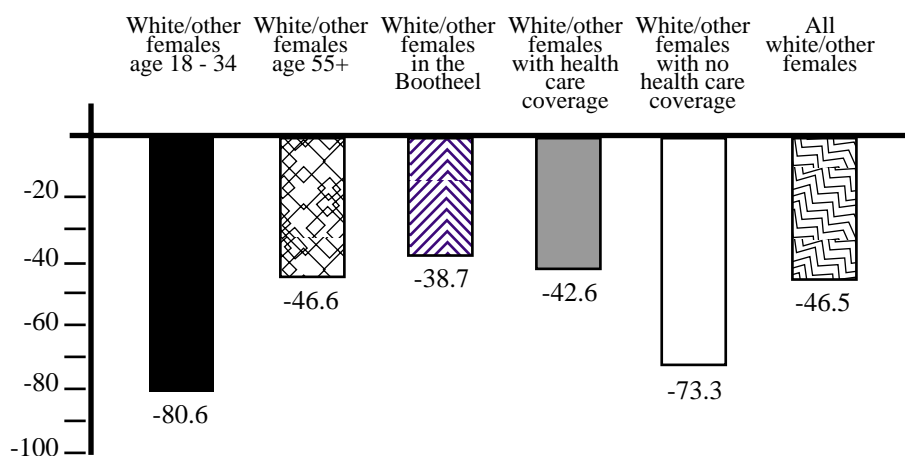 White/other
females
age 18 - 34
White/other
females
age 55+
White/other
females
in the
Bootheel
White/other
females
with health
care
coverage
White/other
females
with no
health care
coverage
All
white/other
females
-20
-40
-60
-80
-100
-80.6
-46.6
-38.7
-42.6
-73.3
-46.5